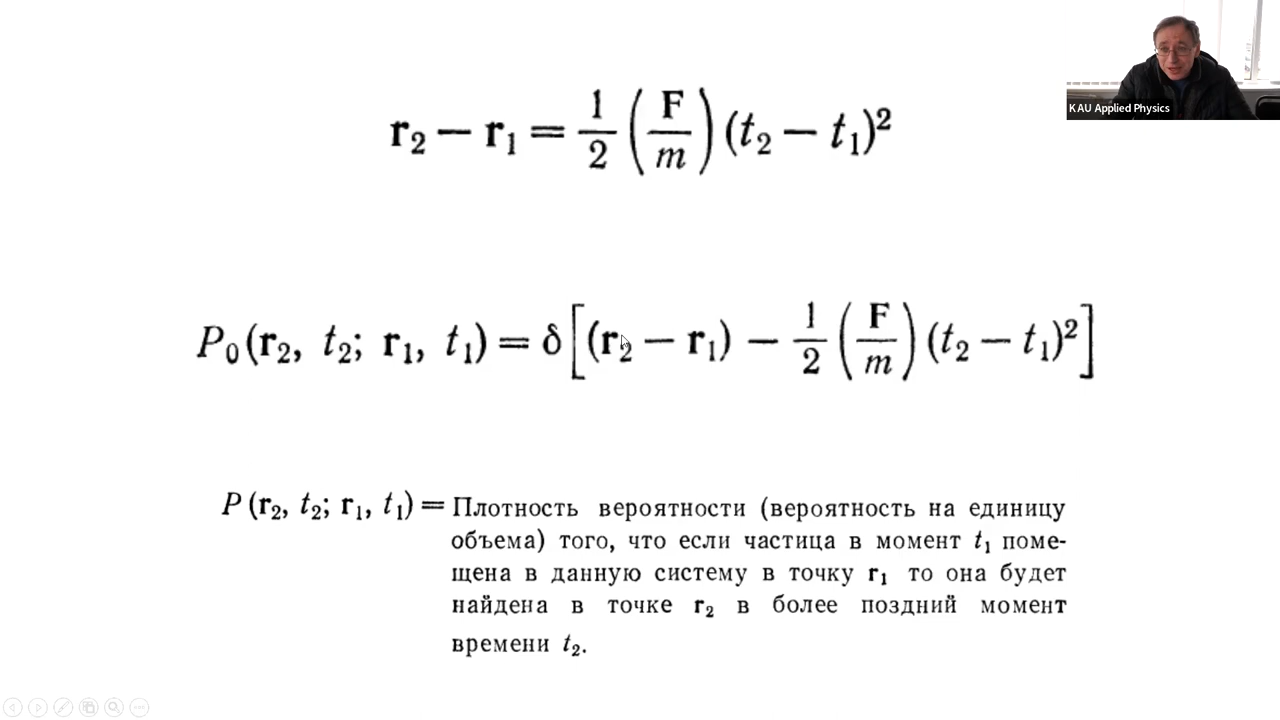 KAU Applied Physics
r₂ − r₁ = 1/2 (F/m) (t₂ − t₁)²
P₀(r₂, t₂; r₁, t₁) = δ[(r₂ − r₁) − 1/2 (F/m) (t₂ − t₁)²]
P(r₂, t₂; r₁, t₁) = Плотность вероятности (вероятность на единицу
объема) того, что если частица в момент t₁ поме-
щена в данную систему в точку r₁ то она будет
найдена в точке r₂ в более поздний момент
времени t₂.